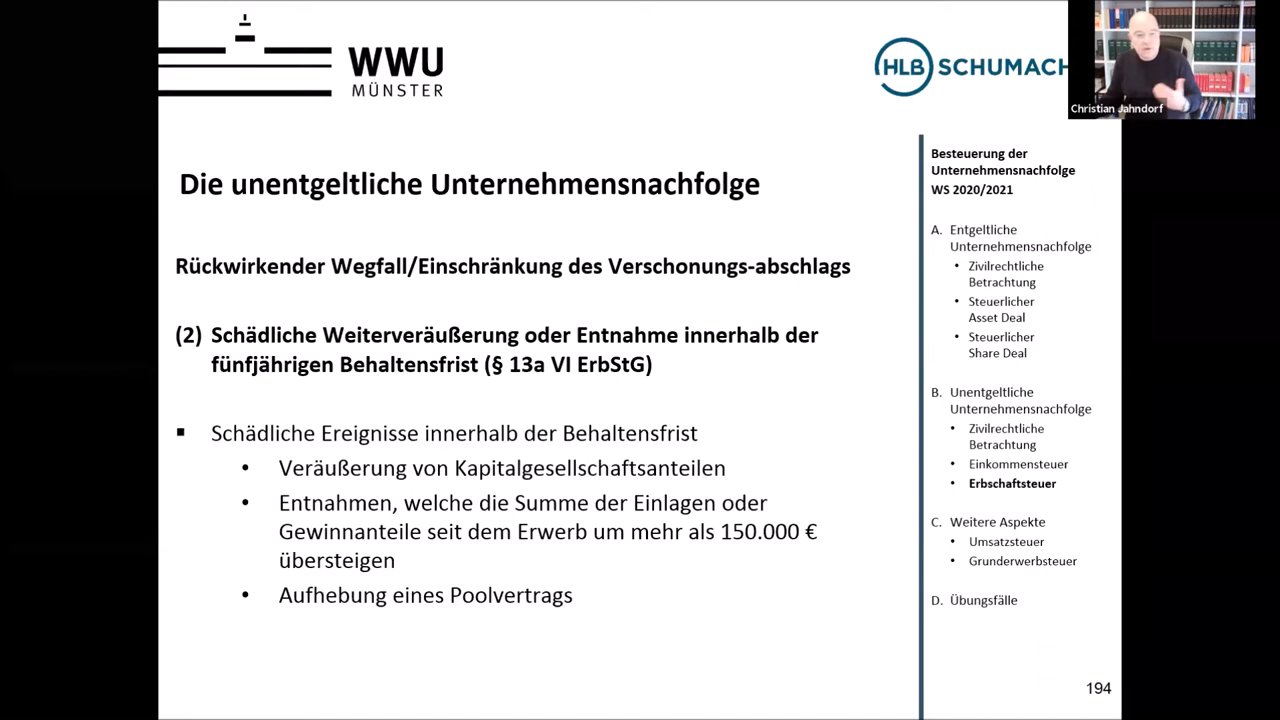 WWU
MÜNSTER
HLB SCHUMACH
Christian Jahndorf
Die unentgeltliche Unternehmensnachfolge
Rückwirkender Wegfall/Einschränkung des Verschonungs-abschlags
(2) Schädliche Weiterveräußerung oder Entnahme innerhalb der
fünfjährigen Behaltensfrist (§ 13a VI ErbStG)
▪ Schädliche Ereignisse innerhalb der Behaltensfrist
• Veräußerung von Kapitalgesellschaftsanteilen
• Entnahmen, welche die Summe der Einlagen oder
Gewinnanteile seit dem Erwerb um mehr als 150.000 €
übersteigen
• Aufhebung eines Poolvertrags
Besteuerung der
Unternehmensnachfolge
WS 2020/2021
A. Entgeltliche
Unternehmensnachfolge
• Zivilrechtliche
Betrachtung
• Steuerlicher
Asset Deal
• Steuerlicher
Share Deal
B. Unentgeltliche
Unternehmensnachfolge
• Zivilrechtliche
Betrachtung
• Einkommensteuer
• Erbschaftsteuer
C. Weitere Aspekte
• Umsatzsteuer
• Grunderwerbsteuer
D. Übungsfälle
194